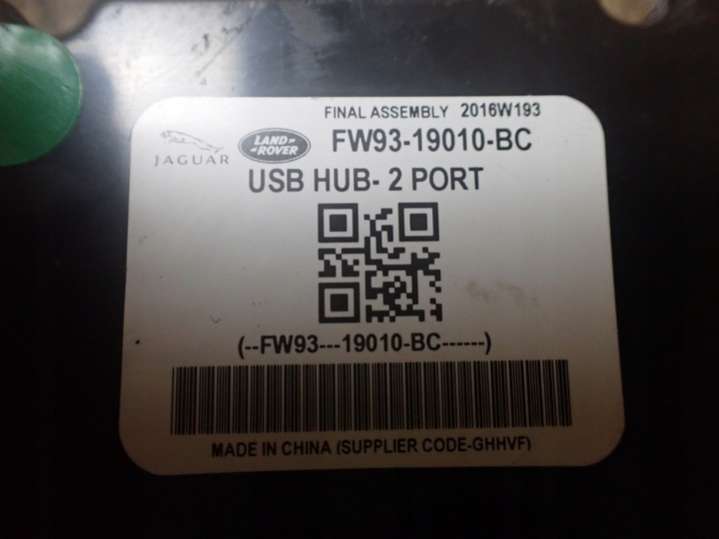 FINAL ASSEMBLY 2016W193
JAGUAR LAND ROVER FW93-19010-BC
USB HUB- 2 PORT
(--FW93---19010-BC------)
MADE IN CHINA (SUPPLIER CODE-GHHVF)